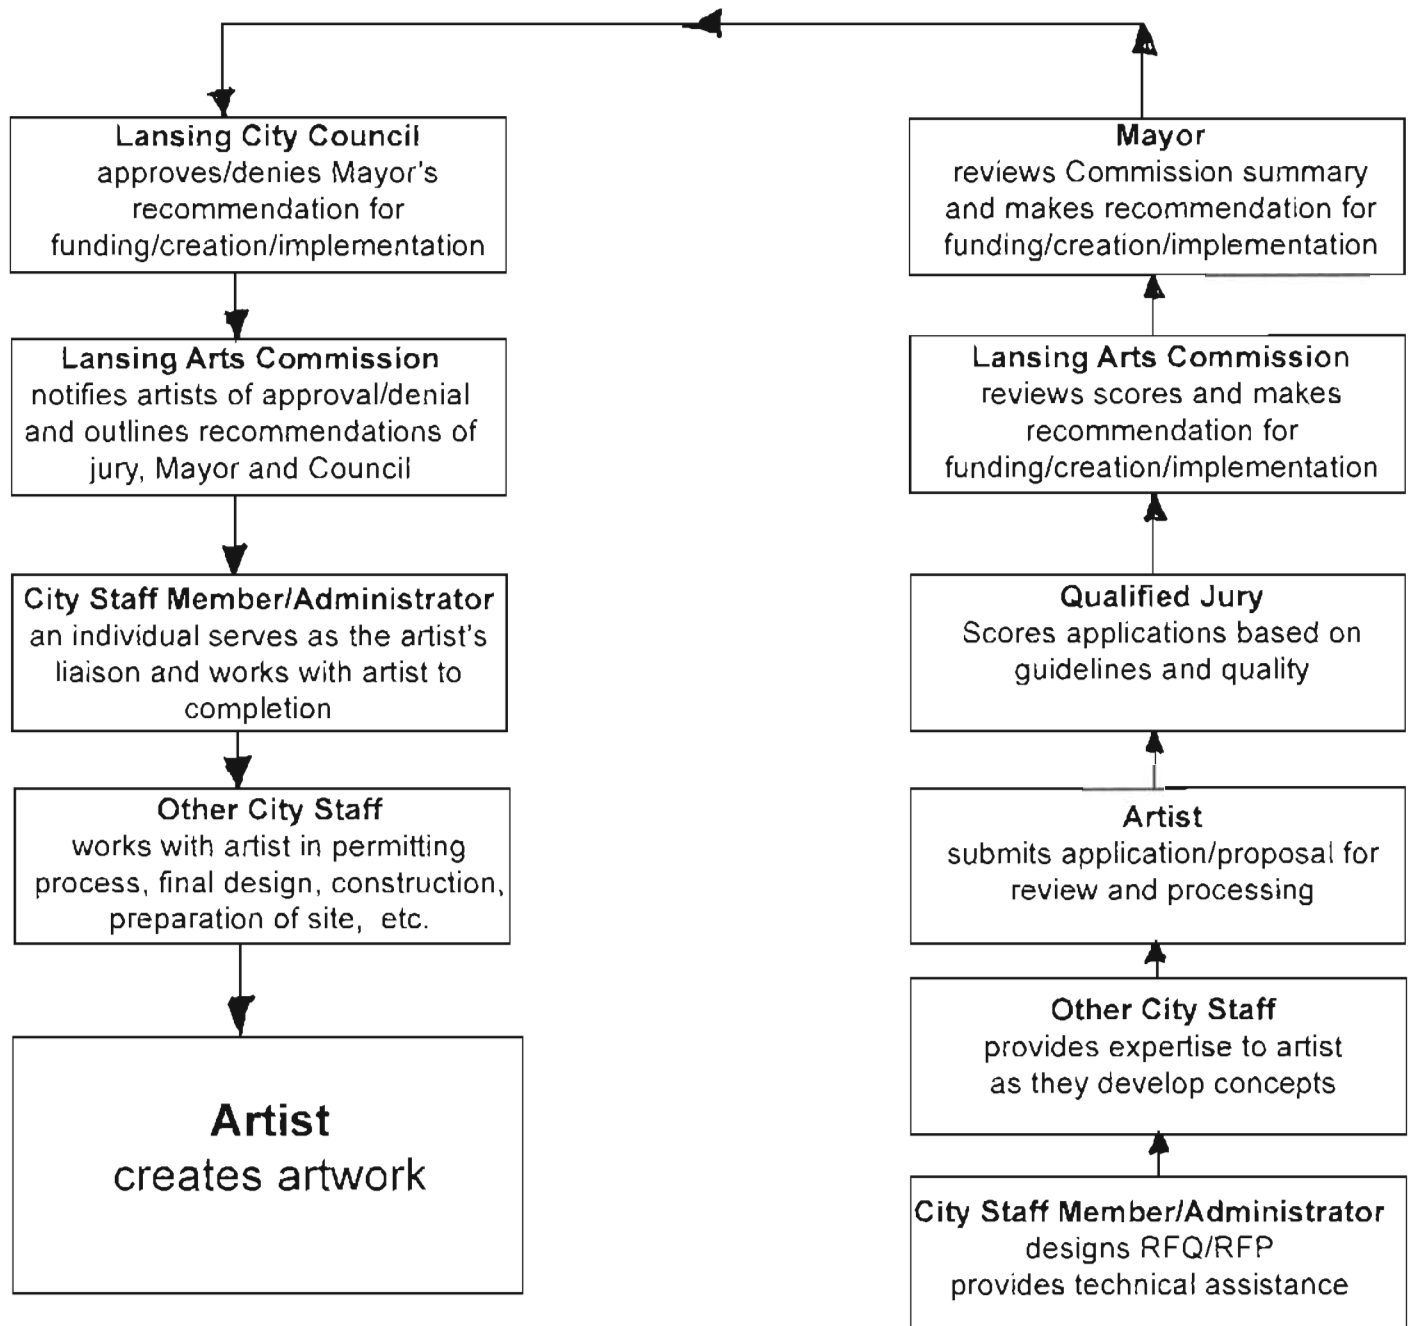 Lansing City Council
approves/denies Mayor's
recommendation for
funding/creation/implementation
Lansing Arts Commission
notifies artists of approval/denial
and outlines recommendations of
jury, Mayor and Council
City Staff Member/Administrator
an individual serves as the artist's
liaison and works with artist to
completion
Other City Staff
works with artist in permitting
process, final design, construction,
preparation of site, etc.
Artist
creates artwork
Mayor
reviews Commission summary
and makes recommendation for
funding/creation/implementation
Lansing Arts Commission
reviews scores and makes
recommendation for
funding/creation/implementation
Qualified Jury
Scores applications based on
guidelines and quality
Artist
submits application/proposal for
review and processing
Other City Staff
provides expertise to artist
as they develop concepts
City Staff Member/Administrator
designs RFQ/RFP
provides technical assistance